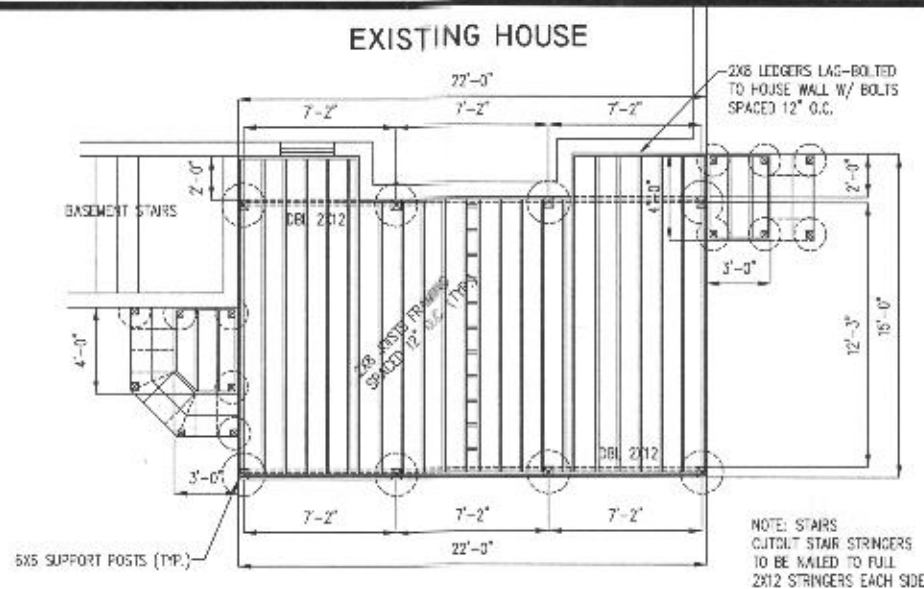 EXISTING HOUSE
22'-0"
7'-2"
7'-2"
7'-2"
2X8 LEDGERS LAG-BOLTED
TO HOUSE WALL W/ BOLTS
SPACED 12" O.C.
2'-0"
4'-0"
2'-0"
BASEMENT STAIRS
DBL 2X12
3'-0"
2X8 JOISTS FRAMING
SPACED 12" O.C. (TYP.)
12'-3"
15'-0"
4'-0"
DBL 2X12
3'-0"
7'-2"
7'-2"
7'-2"
22'-0"
6X6 SUPPORT POSTS (TYP.)
NOTE: STAIRS
CUTOUT STAIR STRINGERS
TO BE NAILED TO FULL
2X12 STRINGERS EACH SIDE